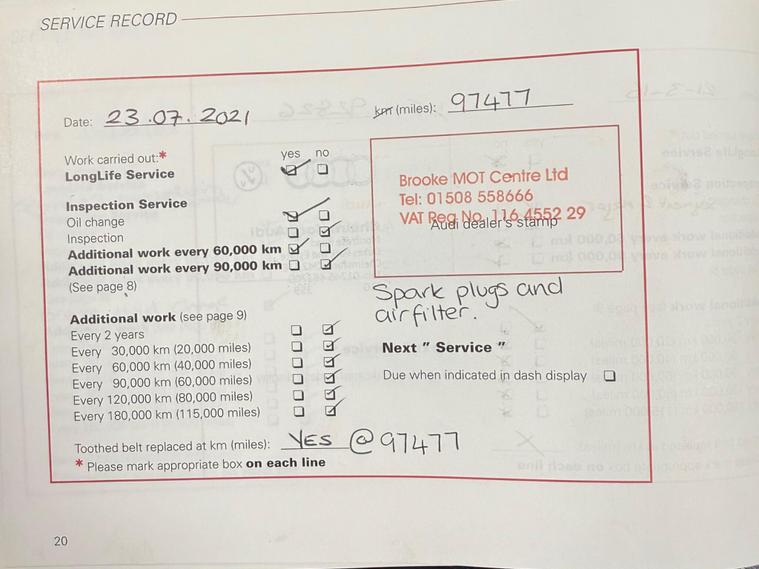 SERVICE RECORD
Date: 23.07.2021
km (miles): 97477
Work carried out:*
yes no
LongLife Service
Inspection Service
Oil change
Inspection
Additional work every 60,000 km
Additional work every 90,000 km
(See page 8)
Brooke MOT Centre Ltd
Tel: 01508 558666
VAT Reg No. 116 4552 29
Audi dealer's stamp
Spark plugs and
airfilter.
Additional work (see page 9)
Every 2 years
Every 30,000 km (20,000 miles)
Every 60,000 km (40,000 miles)
Every 90,000 km (60,000 miles)
Every 120,000 km (80,000 miles)
Every 180,000 km (115,000 miles)
Next " Service "
Due when indicated in dash display
Toothed belt replaced at km (miles): YES @ 97477
* Please mark appropriate box on each line
20